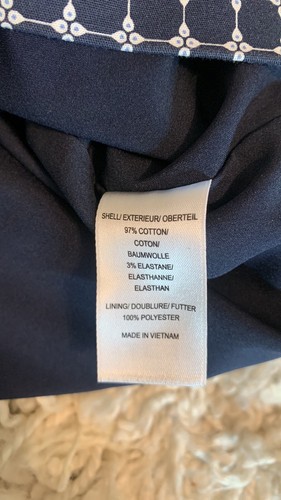 SHELL/ EXTERIEUR/ OBERTEIL
97% COTTON/
COTON/
BAUMWOLLE
3% ELASTANE/
ELASTHANNE/
ELASTHAN
LINING/ DOUBLURE/ FUTTER
100% POLYESTER
MADE IN VIETNAM